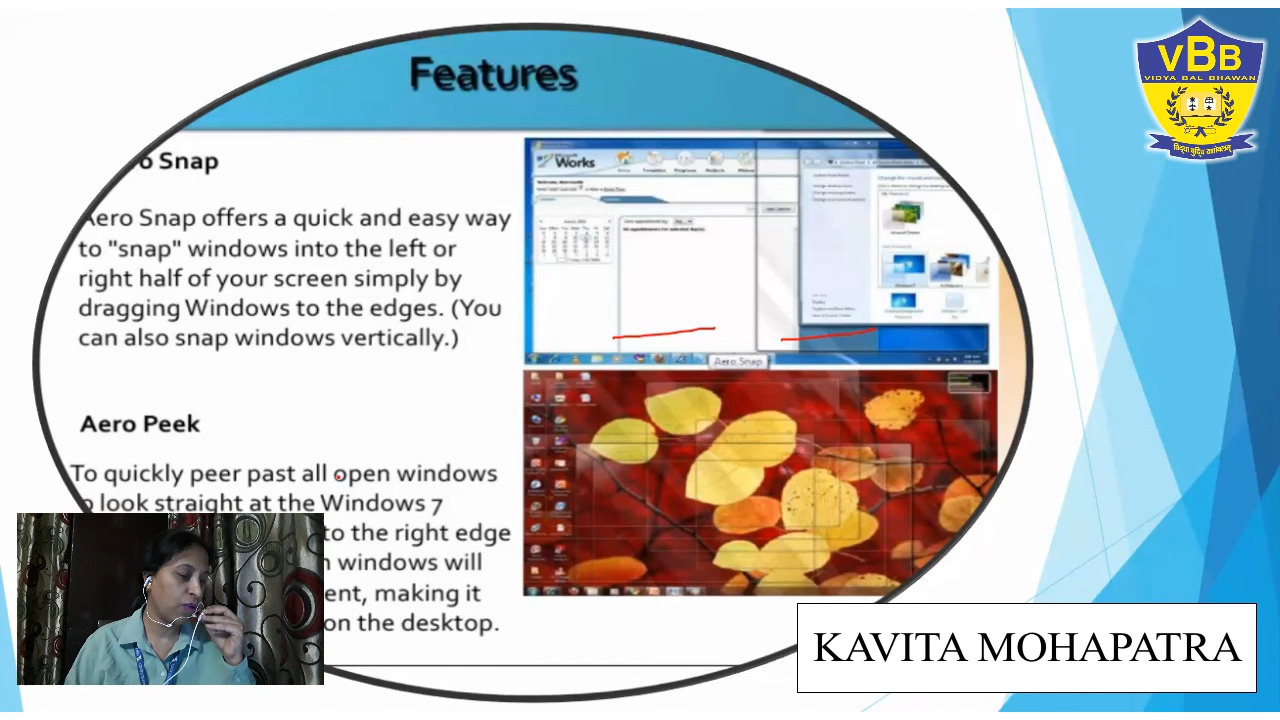 Features
VBB
VIDYA BAL BHAWAN
Snap
Aero Snap offers a quick and easy way
to "snap" windows into the left or
right half of your screen simply by
dragging Windows to the edges. (You
can also snap windows vertically.)
Works
Aero Snap
Aero Peek
To quickly peer past all open windows
look straight at the Windows 7
to the right edge
windows will
making it
on the desktop.
KAVITA MOHAPATRA